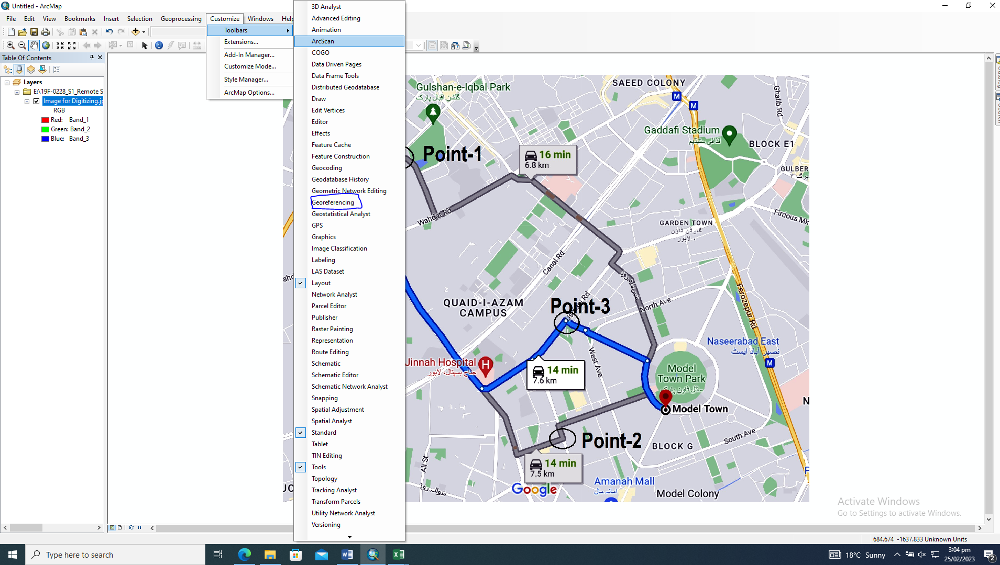 Untitled - ArcMap
File Edit View Bookmarks Insert Selection Geoprocessing Customize Windows Help
Toolbars
Extensions...
Add-In Manager...
Customize Mode...
Style Manager...
ArcMap Options...
3D Analyst
Advanced Editing
Animation
ArcScan
COGO
Data Driven Pages
Data Frame Tools
Distributed Geodatabase
Draw
Edit Vertices
Editor
Effects
Feature Cache
Feature Construction
Geocoding
Geodatabase History
Geometric Network Editing
Georeferencing
Geostatistical Analyst
GPS
Graphics
Image Classification
Labeling
LAS Dataset
Layout
Network Analyst
Parcel Editor
Publisher
Raster Painting
Representation
Route Editing
Schematic
Schematic Editor
Schematic Network Analyst
Snapping
Spatial Adjustment
Spatial Analyst
Standard
Tablet
TIN Editing
Tools
Topology
Tracking Analyst
Transform Parcels
Utility Network Analyst
Versioning
Table Of Contents
Layers
E:\19F-0228_S1_Remote S
Image for Digitizing.jp
RGB
Red: Band_1
Green: Band_2
Blue: Band_3
Gulshan-e-Iqbal Park
گلشن اقبال پارک
SAEED COLONY
M
M
Ghalib Rd
Gaddafi Stadium
قذافی سٹیڈیم
BLOCK E1
Point-1
16 min
6.8 km
GULBER
Wahdat Rd
Firdous Mk
GARDEN TOWN
گارڈن ٹاؤن
، لاہور
Canal Rd
QUAID-I-AZAM
CAMPUS
Point-3
North Ave
Ferozepur Rd
Naseerabad East
نصیر آباد ایسٹ
M
West Ave
Jinnah Hospital
جناح ہسپتال، لاہور
H
14 min
7.6 km
Model
Town Park
ماڈل ٹاؤن پارک
Model Town
Point-2
South Ave
BLOCK G
Ali St
14 min
7.5 km
Google
Amanah Mall
امانہ مال
Model Colony
Activate Windows
Go to Settings to activate Windows.
684.674 -1637.833 Unknown Units
Type here to search
18°C Sunny
3:04 pm
25/02/2023
2